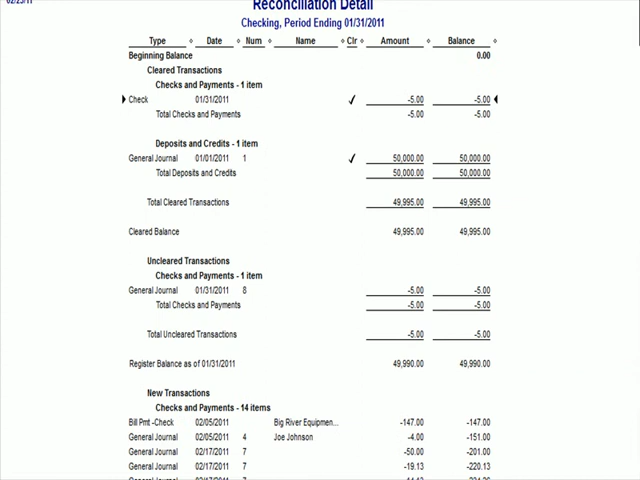 02/23/11
Reconciliation Detail
Checking, Period Ending 01/31/2011
Type Date Num Name Clr Amount Balance
Beginning Balance 0.00
Cleared Transactions
Checks and Payments - 1 item
Check 01/31/2011 ✓ -5.00 -5.00
Total Checks and Payments -5.00 -5.00
Deposits and Credits - 1 item
General Journal 01/01/2011 1 ✓ 50,000.00 50,000.00
Total Deposits and Credits 50,000.00 50,000.00
Total Cleared Transactions 49,995.00 49,995.00
Cleared Balance 49,995.00 49,995.00
Uncleared Transactions
Checks and Payments - 1 item
General Journal 01/31/2011 8 -5.00 -5.00
Total Checks and Payments -5.00 -5.00
Total Uncleared Transactions -5.00 -5.00
Register Balance as of 01/31/2011 49,990.00 49,990.00
New Transactions
Checks and Payments - 14 items
Bill Pmt -Check 02/05/2011 Big River Equipmen... -147.00 -147.00
General Journal 02/05/2011 4 Joe Johnson -4.00 -151.00
General Journal 02/17/2011 7 -50.00 -201.00
General Journal 02/17/2011 7 -19.13 -220.13
General Journal 02/17/2011 7